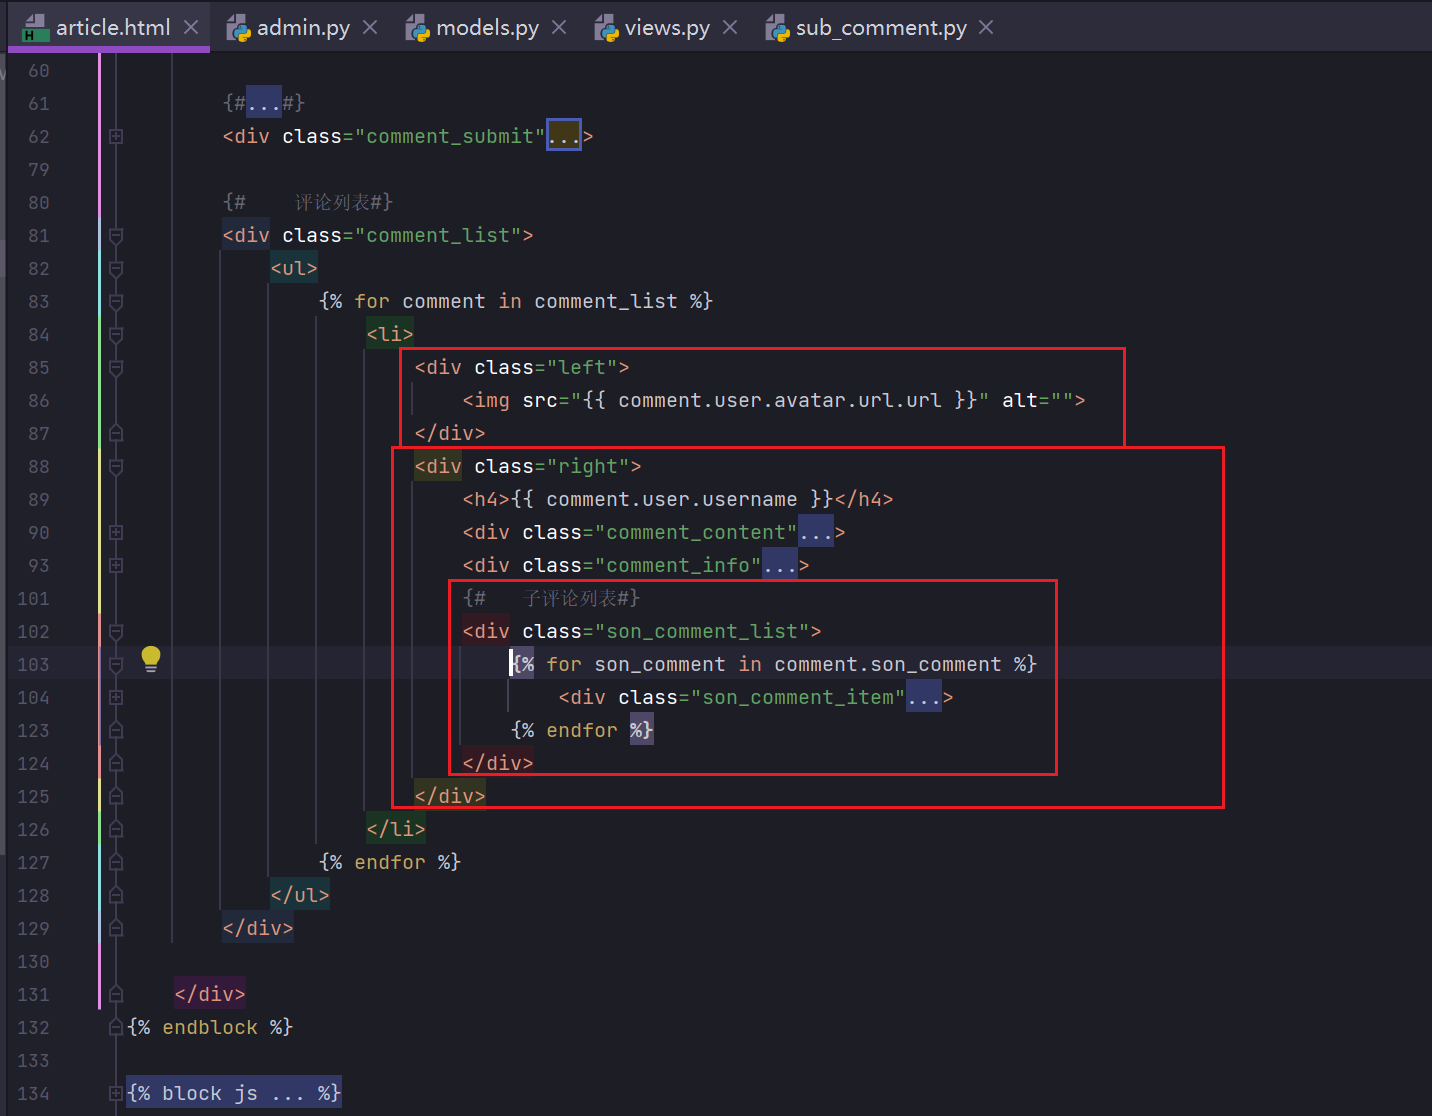 article.html admin.py models.py views.py sub_comment.py
60
61 {#...#}
62 <div class="comment_submit"...>
79
80 {# 评论列表#}
81 <div class="comment_list">
82 <ul>
83 {% for comment in comment_list %}
84 <li>
85 <div class="left">
86 <img src="{{ comment.user.avatar.url.url }}" alt="">
87 </div>
88 <div class="right">
89 <h4>{{ comment.user.username }}</h4>
90 <div class="comment_content"...>
93 <div class="comment_info"...>
101 {# 子评论列表#}
102 <div class="son_comment_list">
103 {% for son_comment in comment.son_comment %}
104 <div class="son_comment_item"...>
123 {% endfor %}
124 </div>
125 </div>
126 </li>
127 {% endfor %}
128 </ul>
129 </div>
130
131 </div>
132 {% endblock %}
133
134 {% block js ... %}